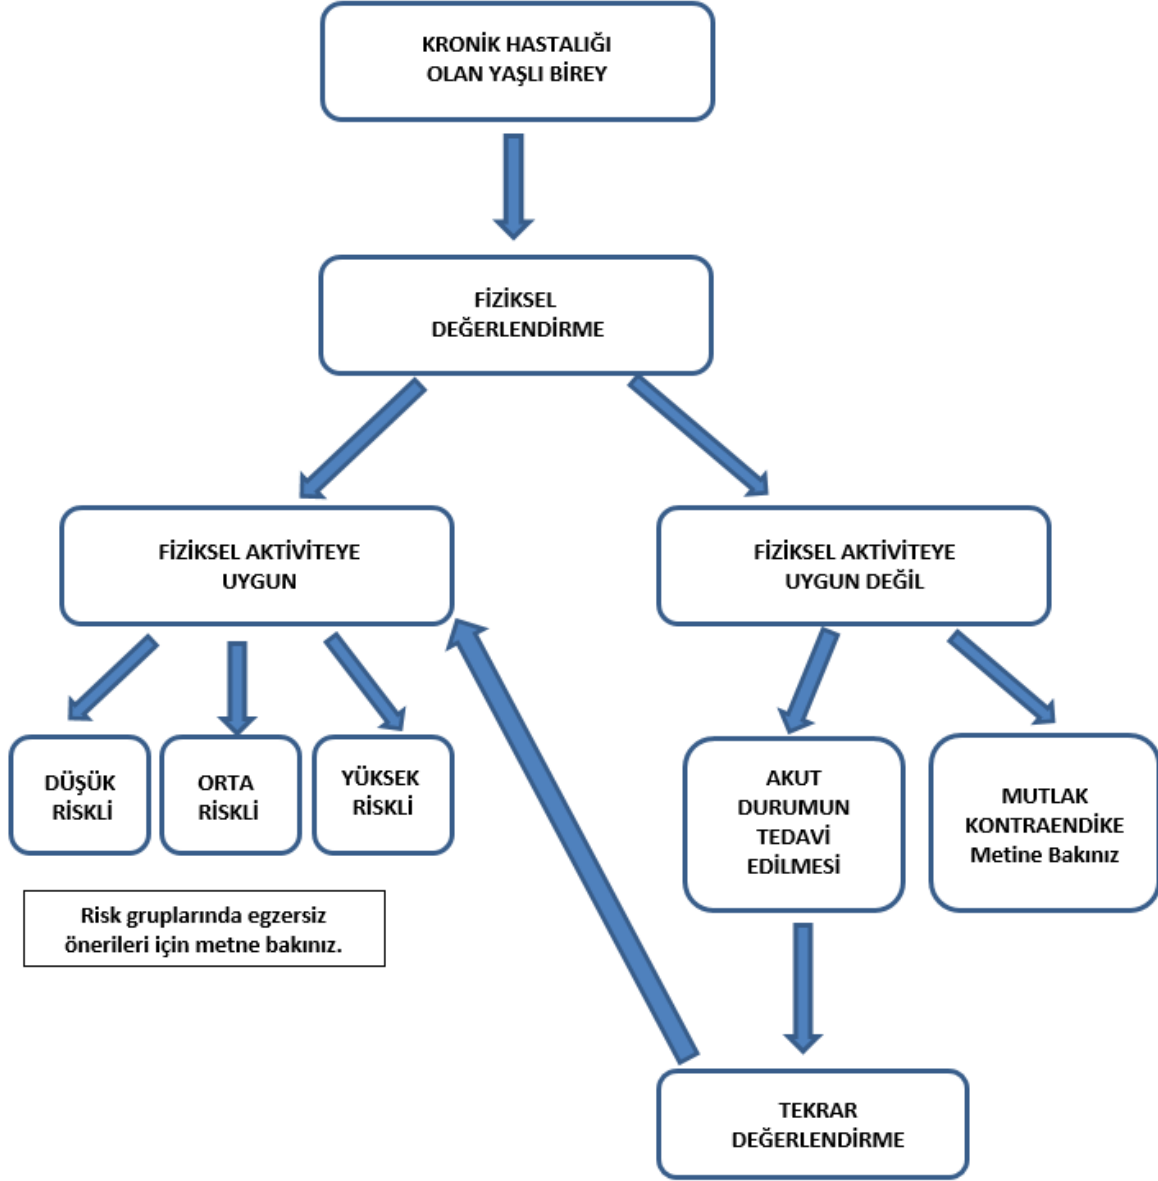 KRONİK HASTALIĞI
OLAN YAŞLI BİREY
FİZİKSEL
DEĞERLENDİRME
FİZİKSEL AKTİVİTEYE
UYGUN
FİZİKSEL AKTİVİTEYE
UYGUN DEĞİL
DÜŞÜK
RİSKLİ
ORTA
RİSKLİ
YÜKSEK
RİSKLİ
AKUT
DURUMUN
TEDAVİ
EDİLMESİ
MUTLAK
KONTRAENDİKE
Metine Bakınız
Risk gruplarında egzersiz
önerileri için metne bakınız.
TEKRAR
DEĞERLENDİRME